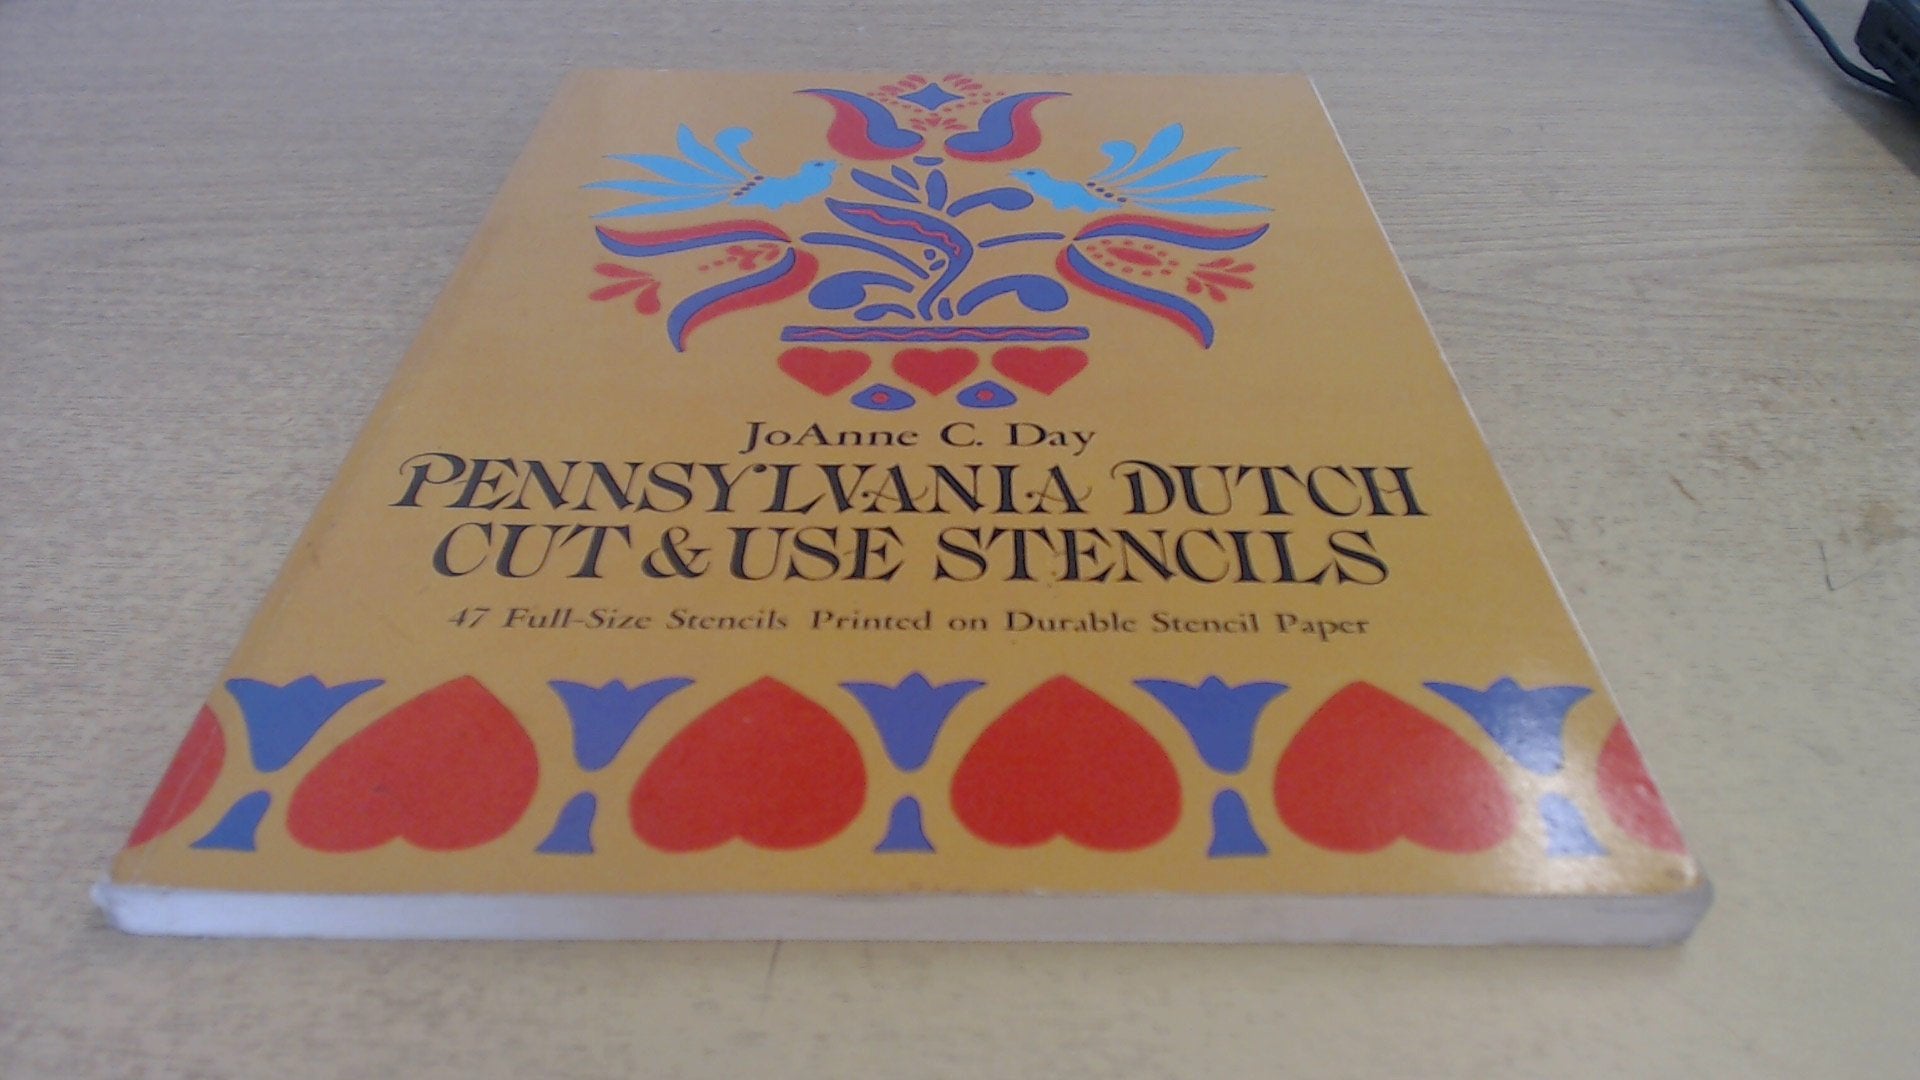 JoAnne C. Day
PENNSYLVANIA DUTCH
CUT & USE STENCILS
47 Full-Size Stencils Printed on Durable Stencil Paper